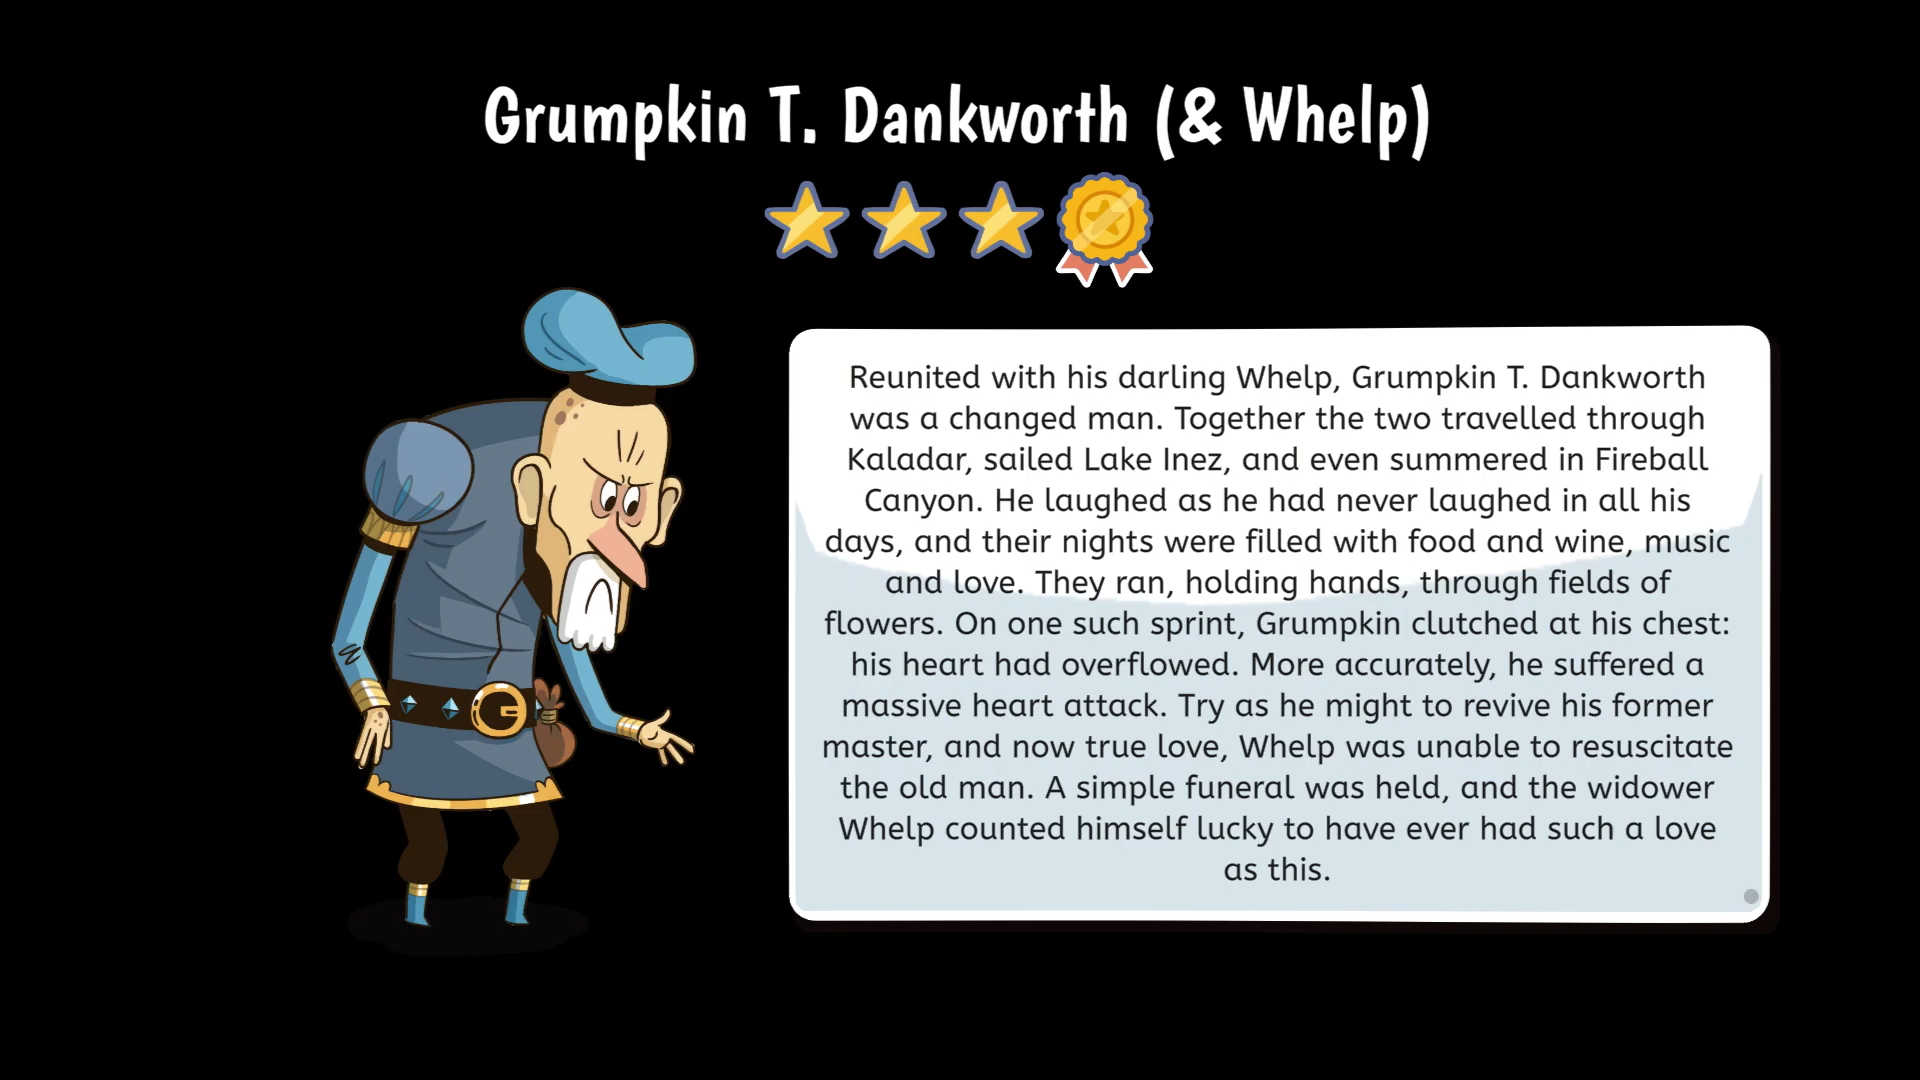 Grumpkin T. Dankworth (& Whelp)
Reunited with his darling Whelp, Grumpkin T. Dankworth
was a changed man. Together the two travelled through
Kaladar, sailed Lake Inez, and even summered in Fireball
Canyon. He laughed as he had never laughed in all his
days, and their nights were filled with food and wine, music
and love. They ran, holding hands, through fields of
flowers. On one such sprint, Grumpkin clutched at his chest:
his heart had overflowed. More accurately, he suffered a
massive heart attack. Try as he might to revive his former
master, and now true love, Whelp was unable to resuscitate
the old man. A simple funeral was held, and the widower
Whelp counted himself lucky to have ever had such a love
as this.